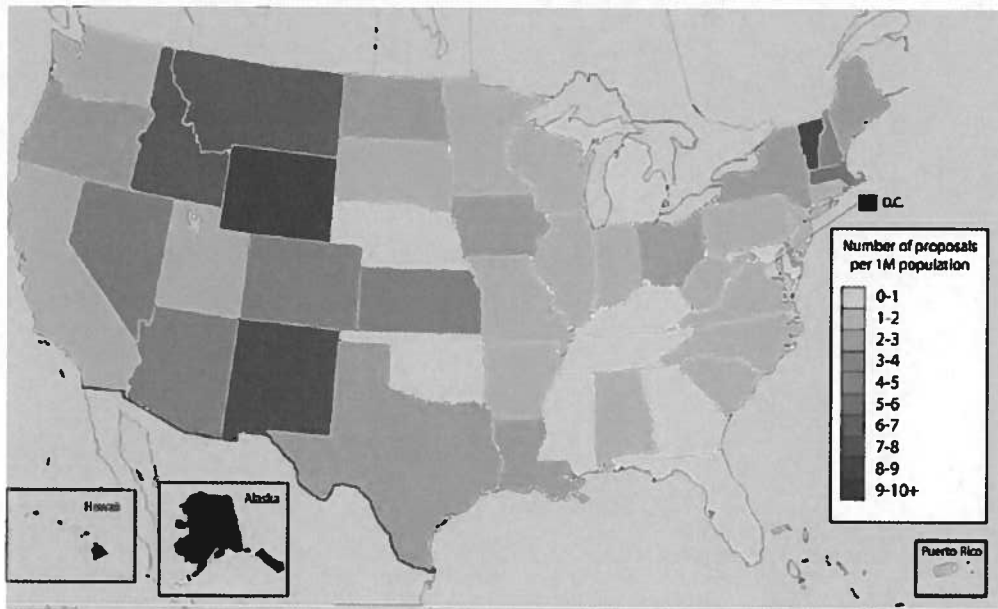 D.C.
Number of proposals
per 1M population
0-1
1-2
2-3
3-4
4-5
5-6
6-7
7-8
8-9
9-10+
Hawaii
Alaska
Puerto Rico